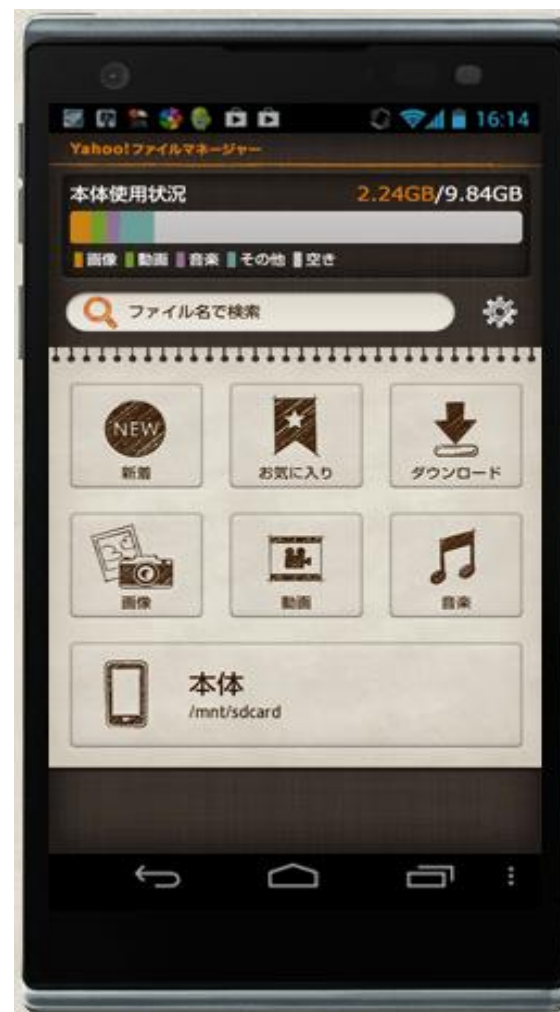 16:14
Yahoo!ファイルマネージャー
本体使用状況 2.24GB/9.84GB
画像 動画 音楽 その他 空き
ファイル名で検索
NEW
新着 お気に入り ダウンロード
画像 動画 音楽
本体
/mnt/sdcard